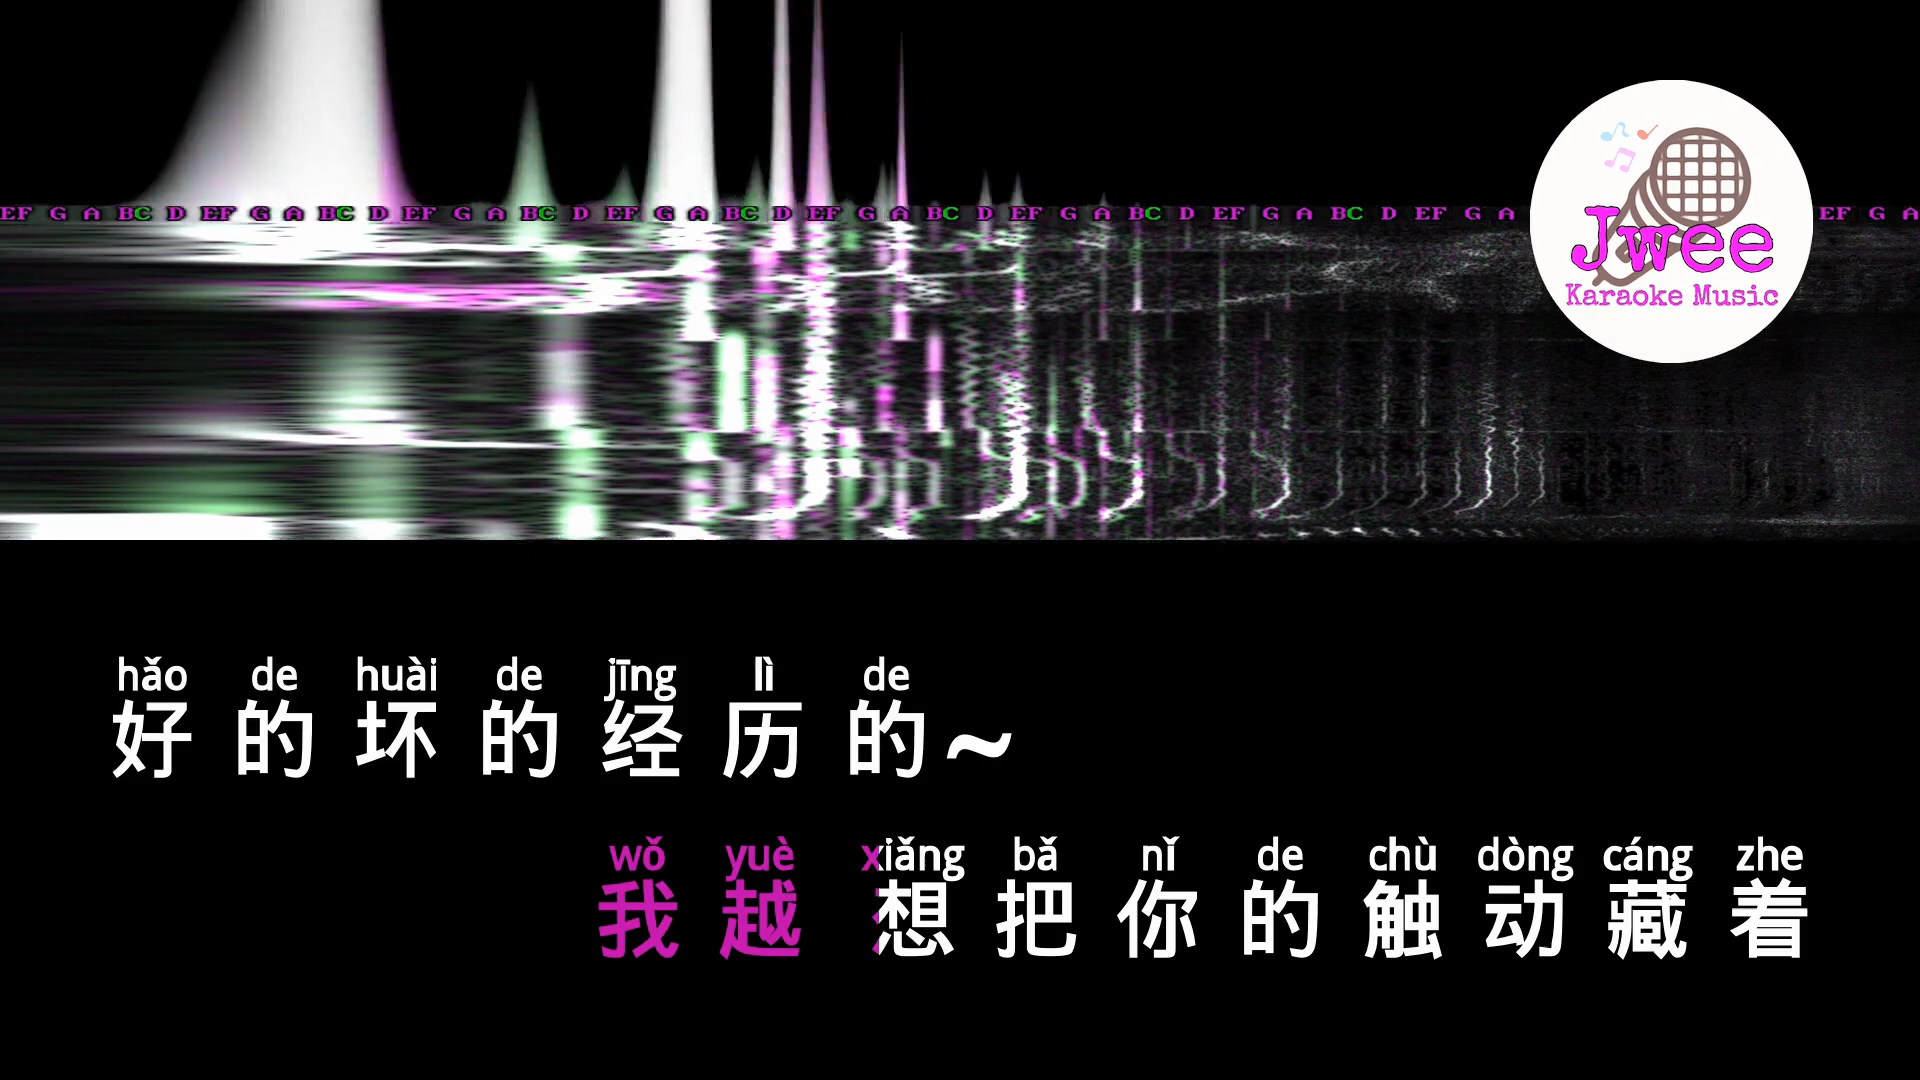 EF G A BC D EF G A BC D EF G A BC D EF G A BC D EF G A BC D EF G A BC D EF G A BC D EF G A EF G A
Jwee
Karaoke Music
hǎo de huài de jīng lì de
好的坏的经历的~
wǒ yuè xiǎng bǎ nǐ de chù dòng cáng zhe
我越想把你的触动藏着